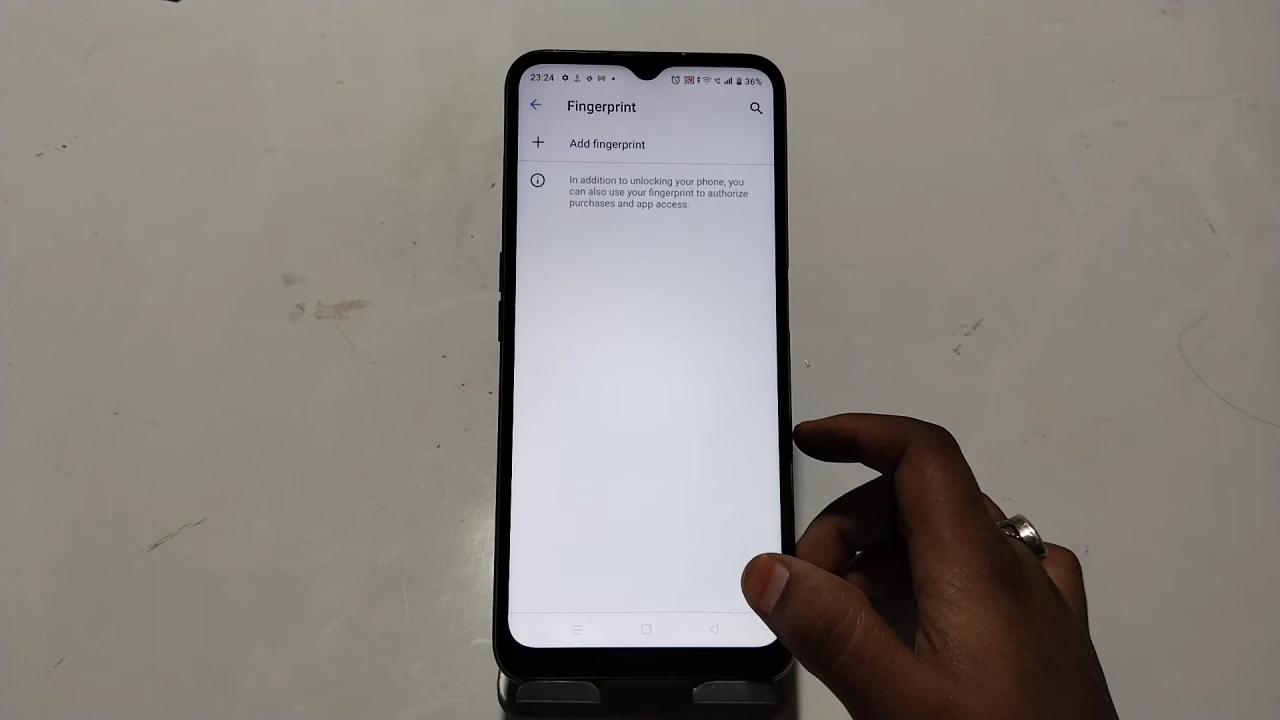 23:24 36%
Fingerprint
Add fingerprint
In addition to unlocking your phone, you
can also use your fingerprint to authorize
purchases and app access.